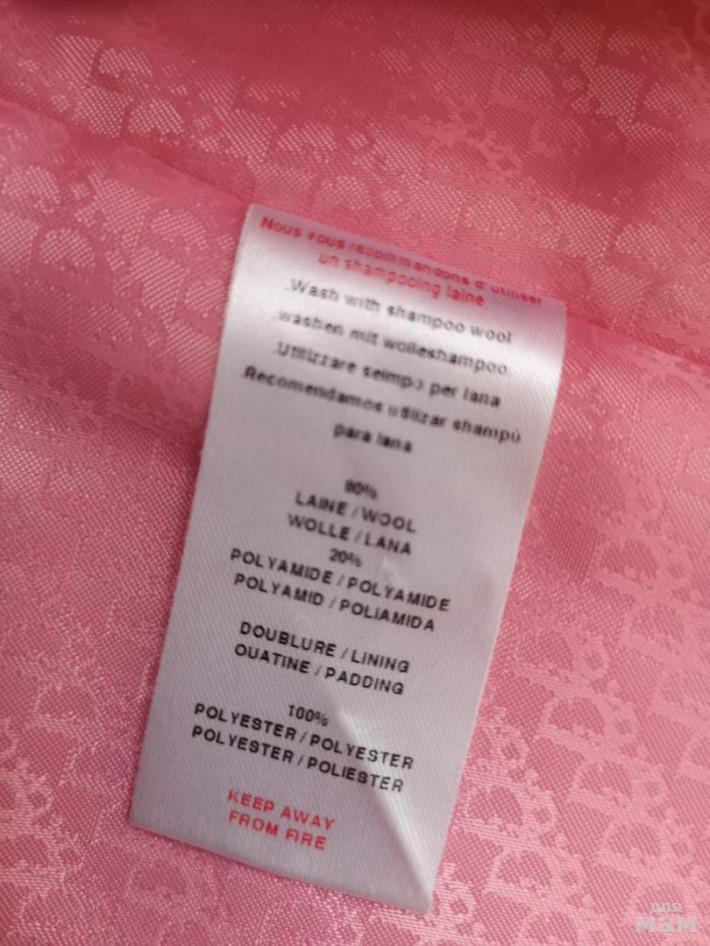 Nous vous recommandons d'utiliser
un shampooing laine
.Wash with shampoo wool
.washen mit wolleshampoo.
.Utilizzare seimpo per lana
.Recomendamos utilizar shampù
para lana
80%
LAINE / WOOL
WOLLE / LANA
20%
POLYAMIDE / POLYAMIDE
POLYAMID / POLIAMIDA
DOUBLURE / LINING
OUATINE / PADDING
100%
POLYESTER / POLYESTER
POLYESTER / POLIESTER
KEEP AWAY
FROM FIRE
для
мам